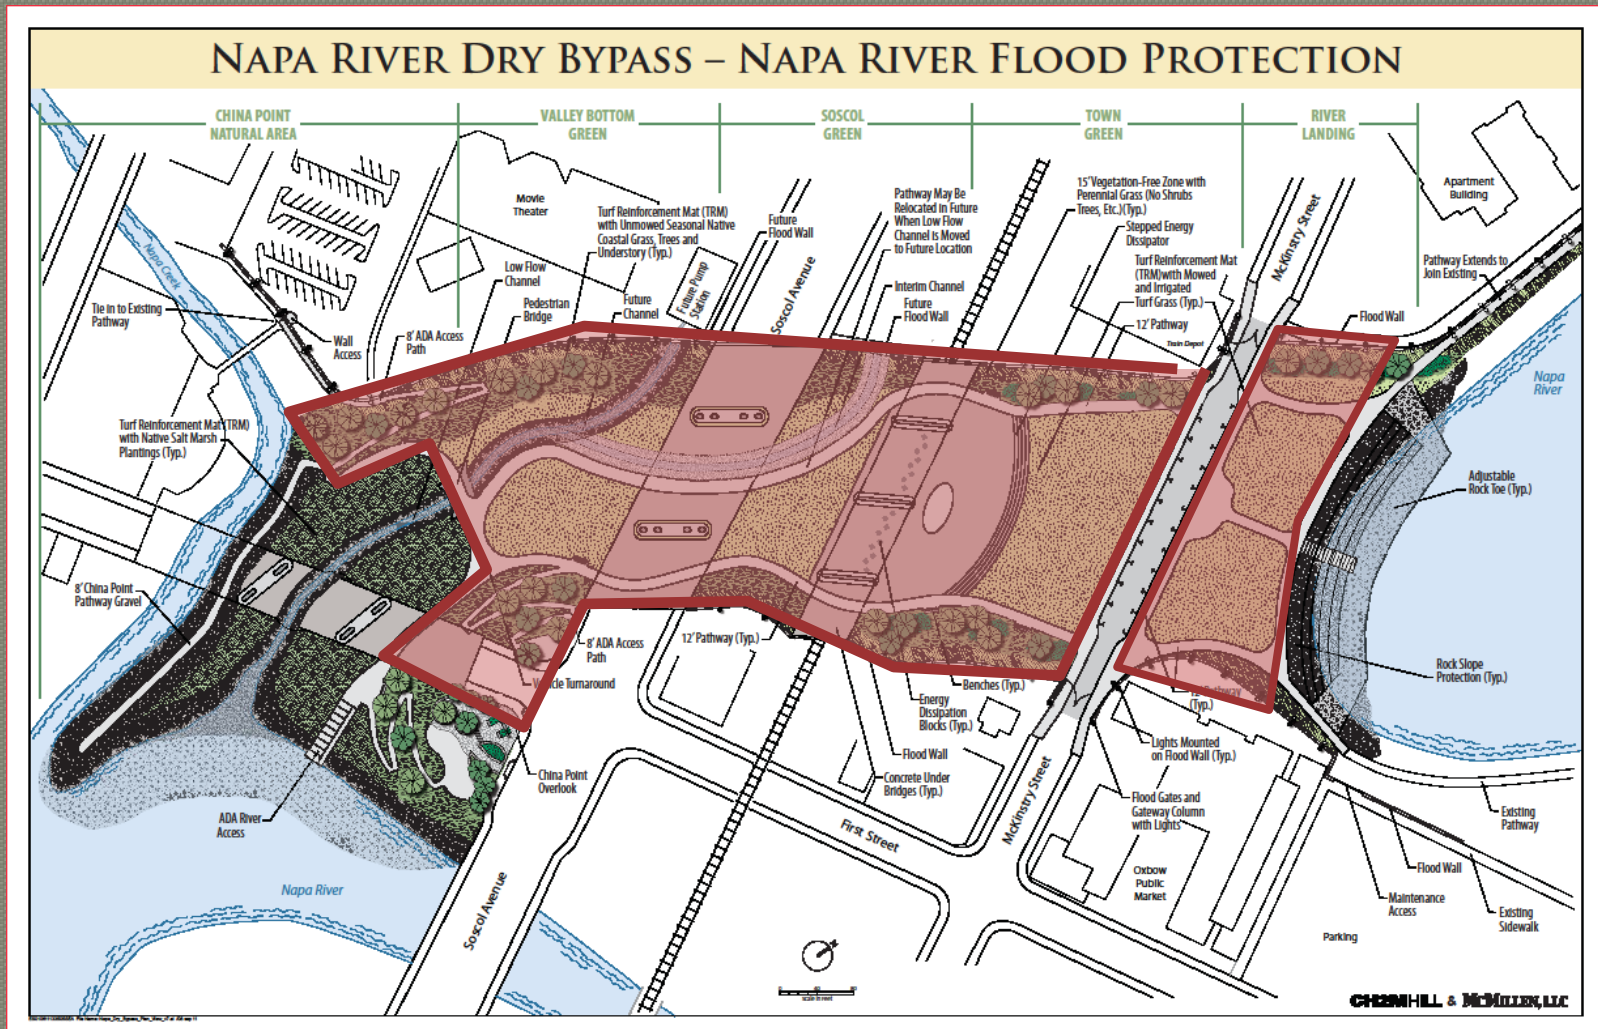 NAPA RIVER DRY BYPASS – NAPA RIVER FLOOD PROTECTION
CHINA POINT
NATURAL AREA
VALLEY BOTTOM
GREEN
SOSCOL
GREEN
TOWN
GREEN
RIVER
LANDING
Movie
Theater
Turf Reinforcement Mat (TRM)
with Unmowed Seasonal Native
Coastal Grass, Trees and
Understory (Typ.)
Low Flow
Channel
Pedestrian
Bridge
Future
Channel
Future Pump
Station
Future
Flood Wall
Soscol Avenue
Pathway May Be
Relocated in Future
When Low Flow
Channel is Moved
to Future Location
Interim Channel
Future
Flood Wall
15' Vegetation-Free Zone with
Perennial Grass (No Shrubs
Trees, Etc.)(Typ.)
Stepped Energy
Dissipator
Turf Reinforcement Mat
(TRM)with Mowed
and Irrigated
Turf Grass (Typ.)
12' Pathway
Train Depot
McKinstry Street
Apartment
Building
Pathway Extends to
Join Existing
Flood Wall
Napa
River
Napa Creek
Tie in to Existing
Pathway
Wall
Access
8' ADA Access
Path
Turf Reinforcement Mat (TRM)
with Native Salt Marsh
Plantings (Typ.)
8' China Point
Pathway Gravel
Adjustable
Rock Toe (Typ.)
Rock Slope
Protection (Typ.)
8' ADA Access
Path
Vehicle Turnaround
12' Pathway (Typ.)
Benches (Typ.)
Energy
Dissipation
Blocks (Typ.)
Flood Wall
Concrete Under
Bridges (Typ.)
12' Pathway
(Typ.)
Lights Mounted
on Flood Wall (Typ.)
Flood Gates and
Gateway Column
with Lights
China Point
Overlook
ADA River
Access
Napa River
Soscol Avenue
First Street
McKinstry Street
Oxbow
Public
Market
Existing
Pathway
Flood Wall
Maintenance
Access
Existing
Sidewalk
Parking
scale in feet
CH2MHILL & McMILLEN, LLC